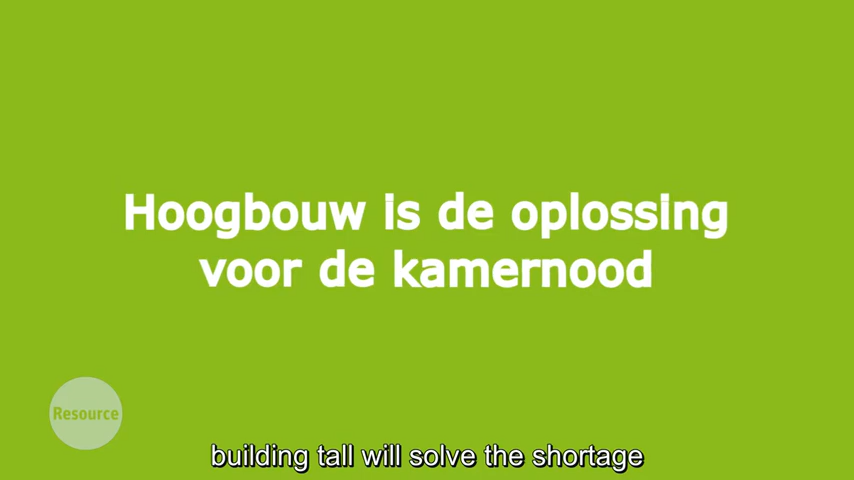 Hoogbouw is de oplossing
voor de kamernood
Resource
building tall will solve the shortage